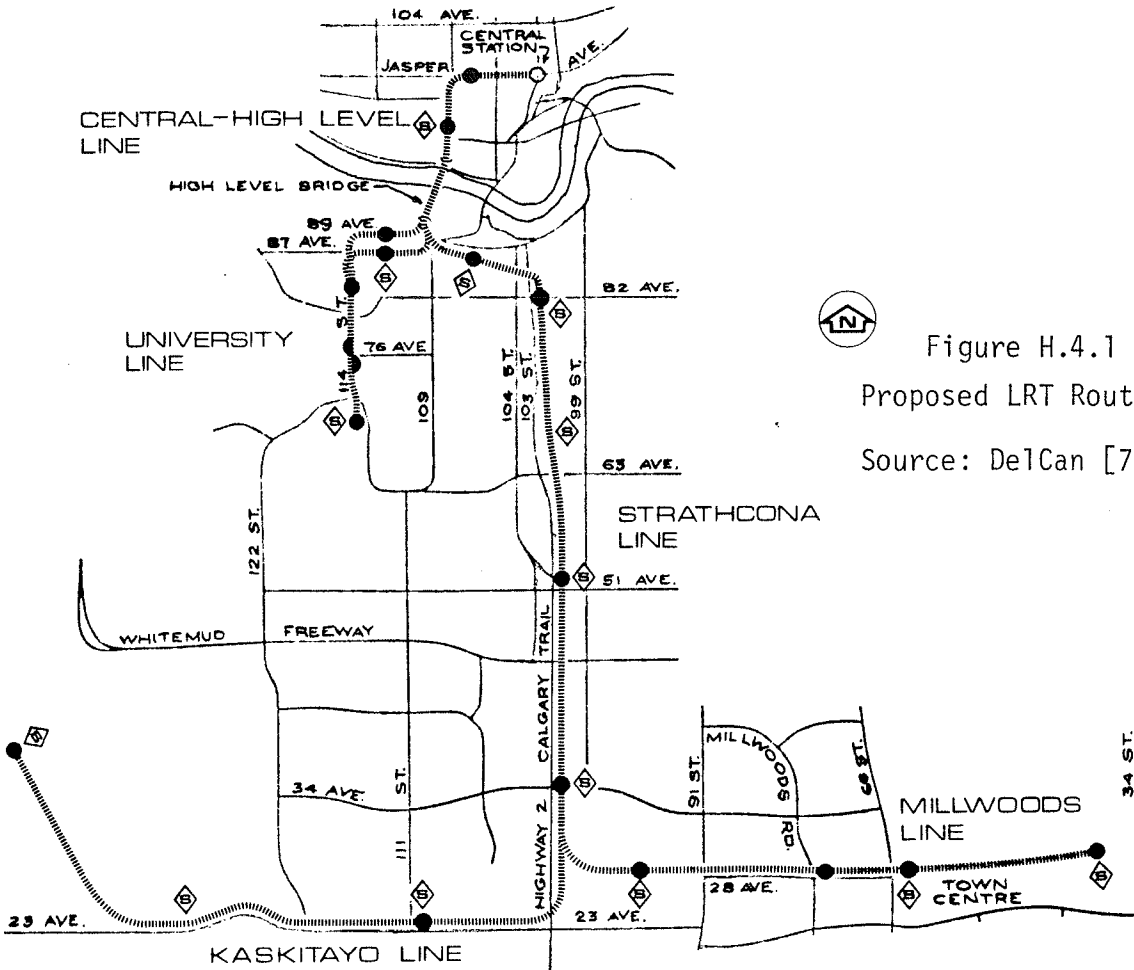 104 AVE.
CENTRAL
STATION
AVE.
JASPER
CENTRAL-HIGH LEVEL
LINE
S
HIGH LEVEL BRIDGE
89 AVE.
87 AVE.
S
S
82 AVE.
S
N
UNIVERSITY
LINE
114 ST.
76 AVE
109
104 ST.
103 ST.
99 ST.
Figure H.4.1
Proposed LRT Rout
Source: DelCan [7
S
S
63 AVE.
STRATHCONA
LINE
122 ST.
S
51 AVE.
WHITEMUD FREEWAY
CALGARY TRAIL
HIGHWAY 2
S
34 AVE.
111 ST.
S
91 ST.
MILLWOODS RD.
66 ST.
34 ST.
MILLWOODS
LINE
S
S
S
S
S
28 AVE.
TOWN
CENTRE
23 AVE.
23 AVE.
KASKITAYO LINE